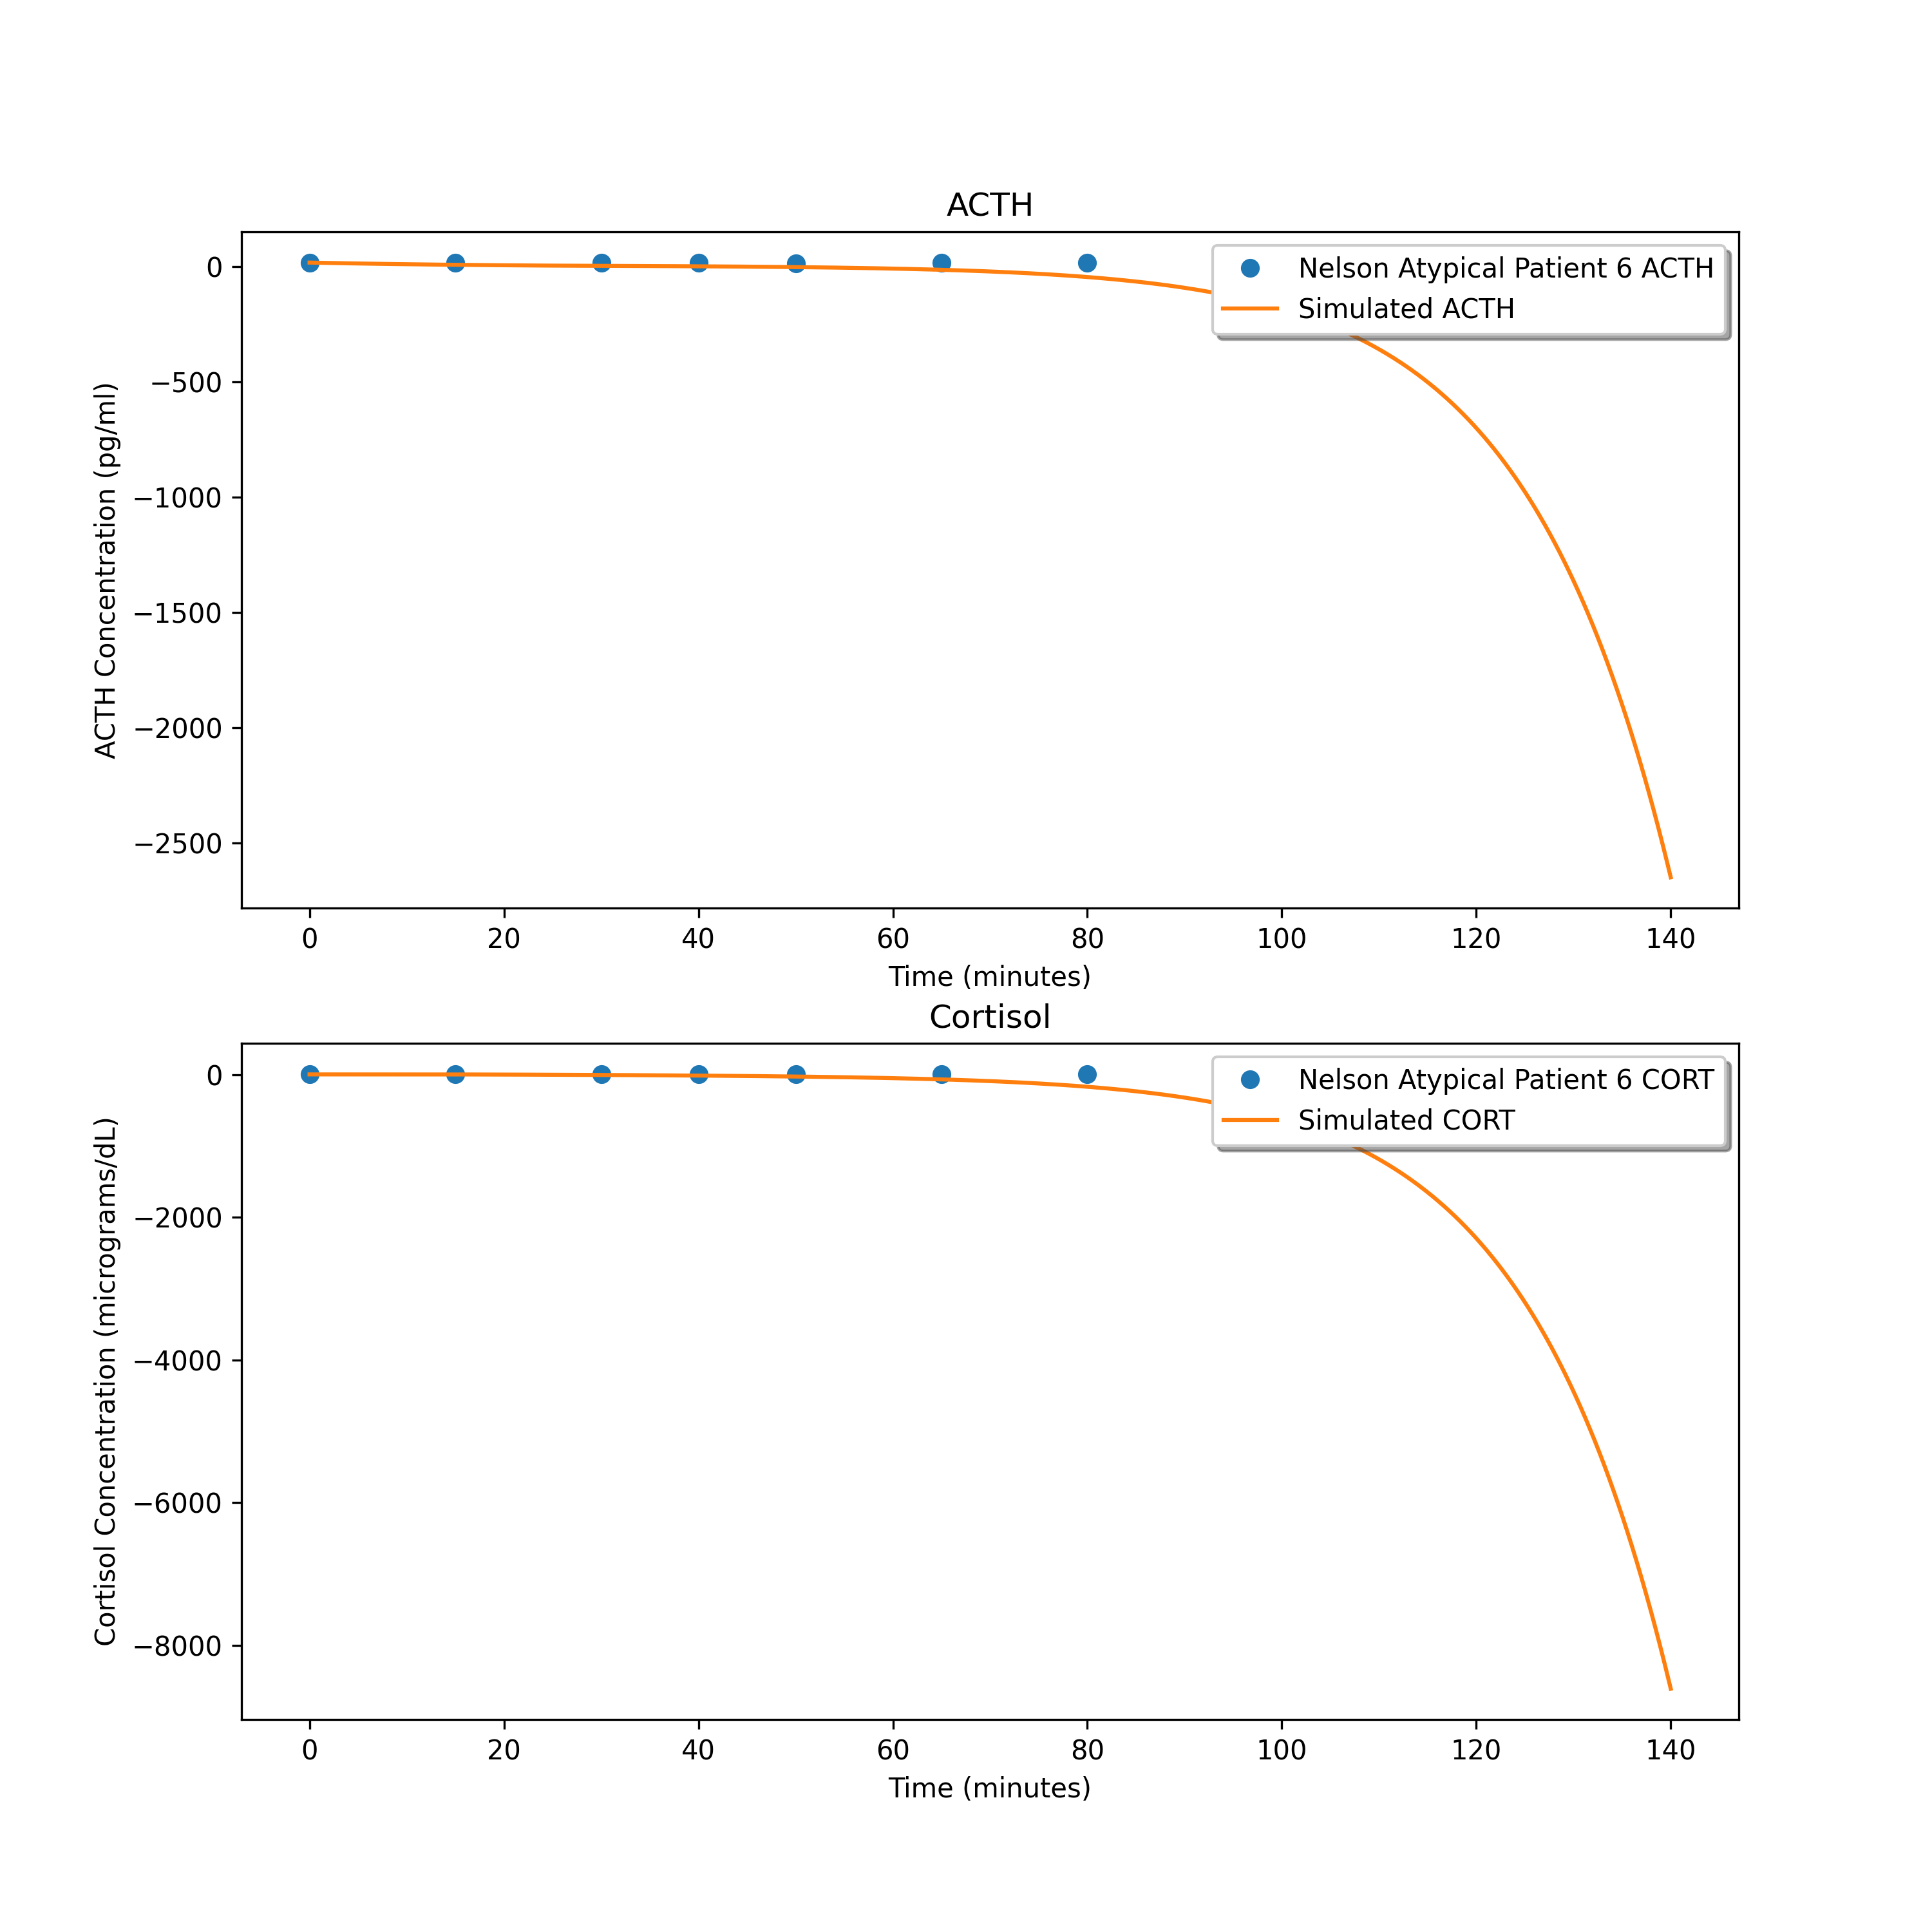 ACTH
Nelson Atypical Patient 6 ACTH
Simulated ACTH
ACTH Concentration (pg/ml)
0
−500
−1000
−1500
−2000
−2500
0 20 40 60 80 100 120 140
Time (minutes)
Cortisol
Nelson Atypical Patient 6 CORT
Simulated CORT
Cortisol Concentration (micrograms/dL)
0
−2000
−4000
−6000
−8000
0 20 40 60 80 100 120 140
Time (minutes)